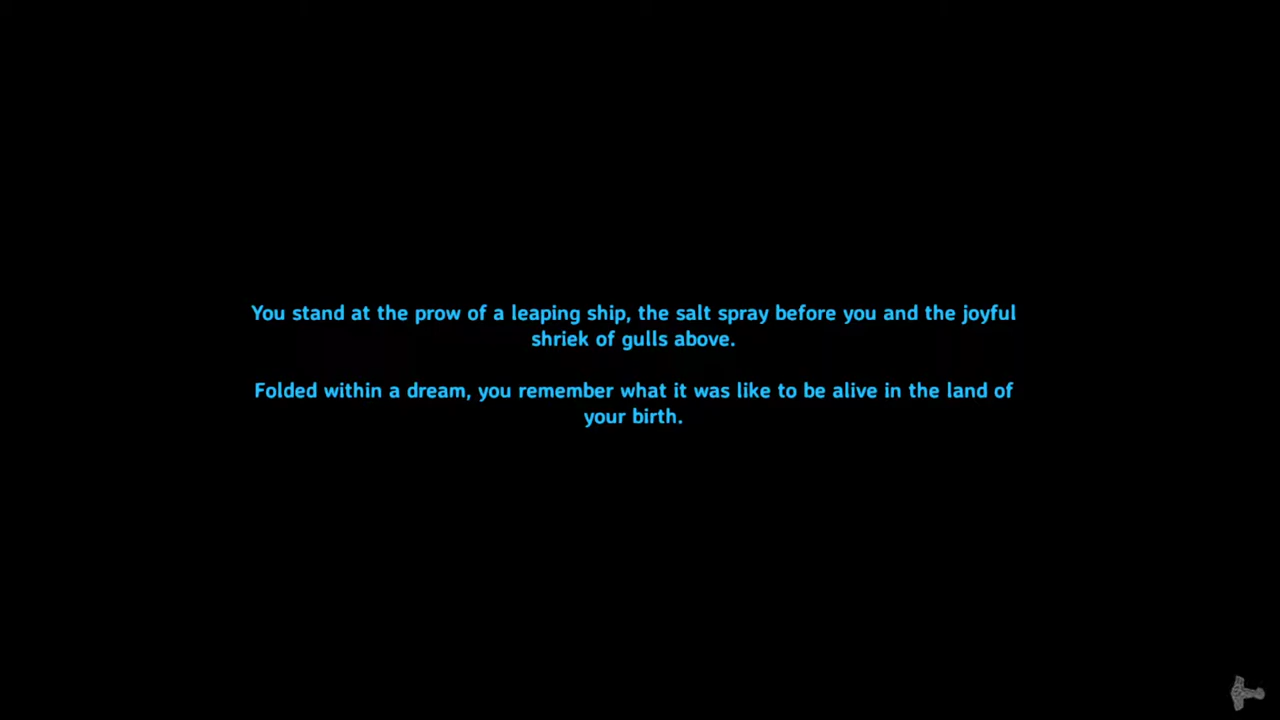 You stand at the prow of a leaping ship, the salt spray before you and the joyful
shriek of gulls above.
Folded within a dream, you remember what it was like to be alive in the land of
your birth.